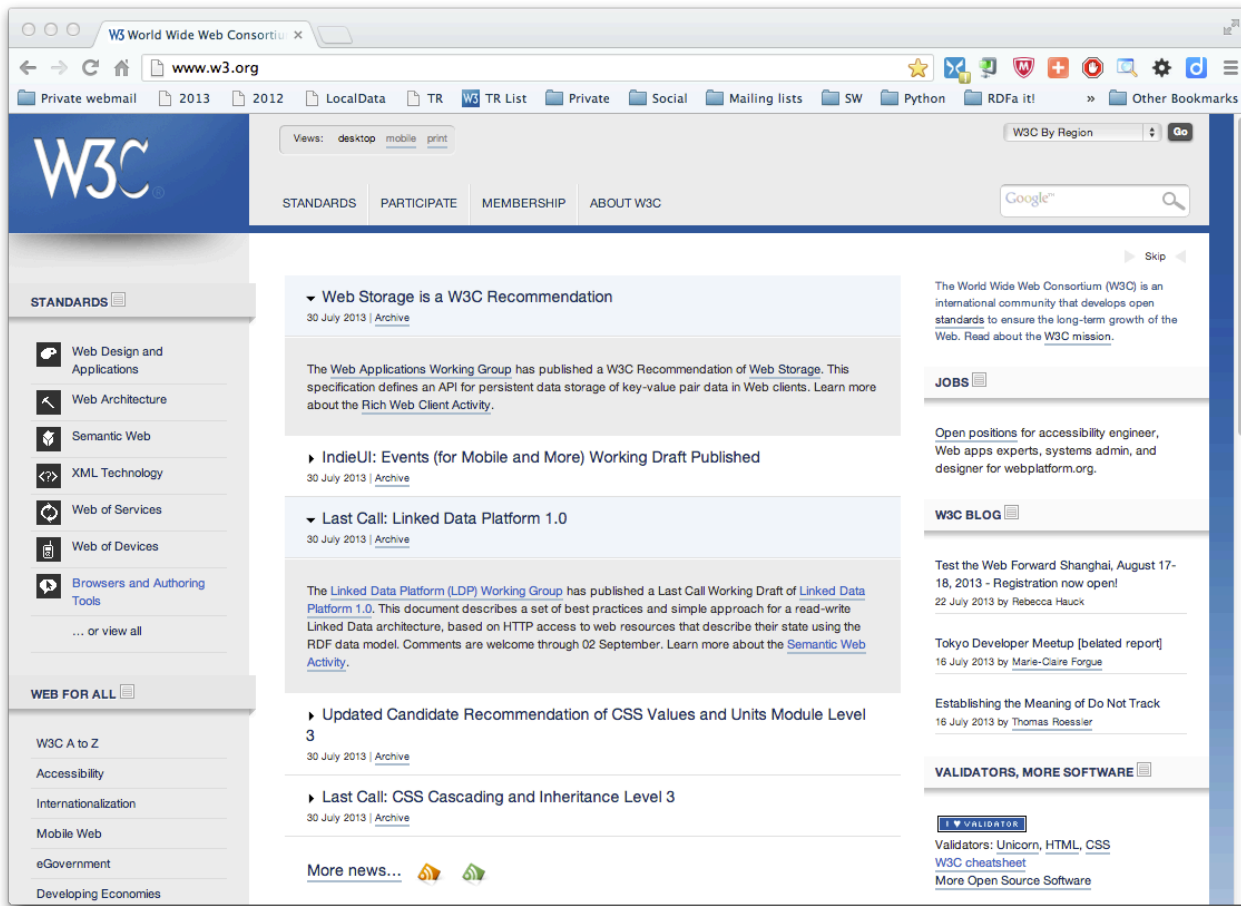 W3 World Wide Web Consortiu
www.w3.org
Private webmail 2013 2012 LocalData TR W3 TR List Private Social Mailing lists SW Python RDFa it! » Other Bookmarks
W3C®
Views: desktop mobile print
W3C By Region Go
STANDARDS PARTICIPATE MEMBERSHIP ABOUT W3C
Google™
Skip
STANDARDS
Web Design and
Applications
Web Architecture
Semantic Web
XML Technology
Web of Services
Web of Devices
Browsers and Authoring
Tools
… or view all
WEB FOR ALL
W3C A to Z
Accessibility
Internationalization
Mobile Web
eGovernment
Developing Economies
Web Storage is a W3C Recommendation
30 July 2013 | Archive
The Web Applications Working Group has published a W3C Recommendation of Web Storage. This
specification defines an API for persistent data storage of key-value pair data in Web clients. Learn more
about the Rich Web Client Activity.
IndieUI: Events (for Mobile and More) Working Draft Published
30 July 2013 | Archive
Last Call: Linked Data Platform 1.0
30 July 2013 | Archive
The Linked Data Platform (LDP) Working Group has published a Last Call Working Draft of Linked Data
Platform 1.0. This document describes a set of best practices and simple approach for a read-write
Linked Data architecture, based on HTTP access to web resources that describe their state using the
RDF data model. Comments are welcome through 02 September. Learn more about the Semantic Web
Activity.
Updated Candidate Recommendation of CSS Values and Units Module Level
3
30 July 2013 | Archive
Last Call: CSS Cascading and Inheritance Level 3
30 July 2013 | Archive
More news…
The World Wide Web Consortium (W3C) is an
international community that develops open
standards to ensure the long-term growth of the
Web. Read about the W3C mission.
JOBS
Open positions for accessibility engineer,
Web apps experts, systems admin, and
designer for webplatform.org.
W3C BLOG
Test the Web Forward Shanghai, August 17-
18, 2013 - Registration now open!
22 July 2013 by Rebecca Hauck
Tokyo Developer Meetup [belated report]
16 July 2013 by Marie-Claire Forgue
Establishing the Meaning of Do Not Track
16 July 2013 by Thomas Roessler
VALIDATORS, MORE SOFTWARE
I ♥ VALIDATOR
Validators: Unicorn, HTML, CSS
W3C cheatsheet
More Open Source Software